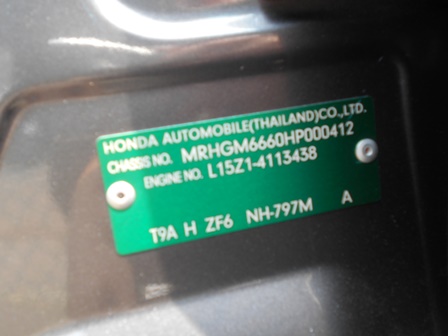 HONDA AUTOMOBILE(THAILAND)CO.,LTD.
CHASSIS NO. MRHGM6660HP000412
ENGINE NO. L15Z1-4113438
T9A H ZF6 NH-797M A